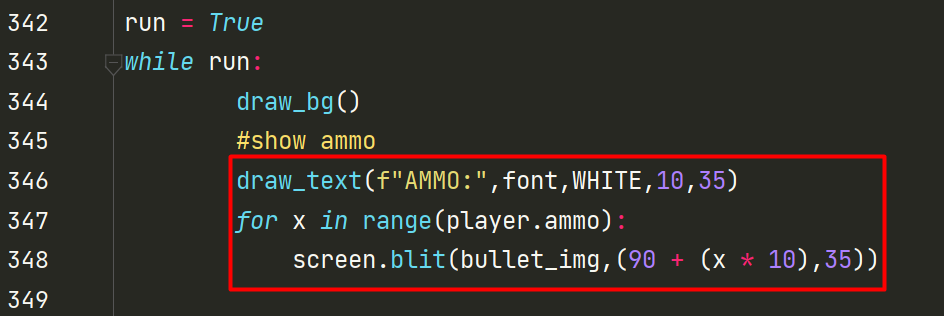 342 run = True
343 while run:
344 draw_bg()
345 #show ammo
346 draw_text(f"AMMO:",font,WHITE,10,35)
347 for x in range(player.ammo):
348 screen.blit(bullet_img,(90 + (x * 10),35))
349